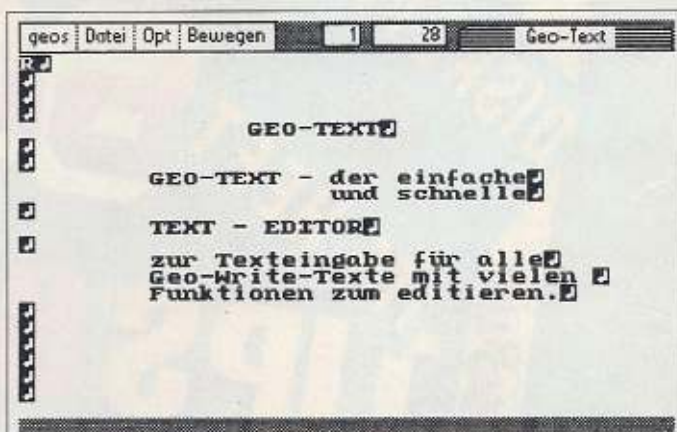 geos Datei Opt Bewegen 1 28 Geo-Text
R
GEO-TEXT
GEO-TEXT - der einfache
und schnelle
TEXT - EDITOR
zur Texteingabe für alle
Geo-Write-Texte mit vielen
Funktionen zum editieren.